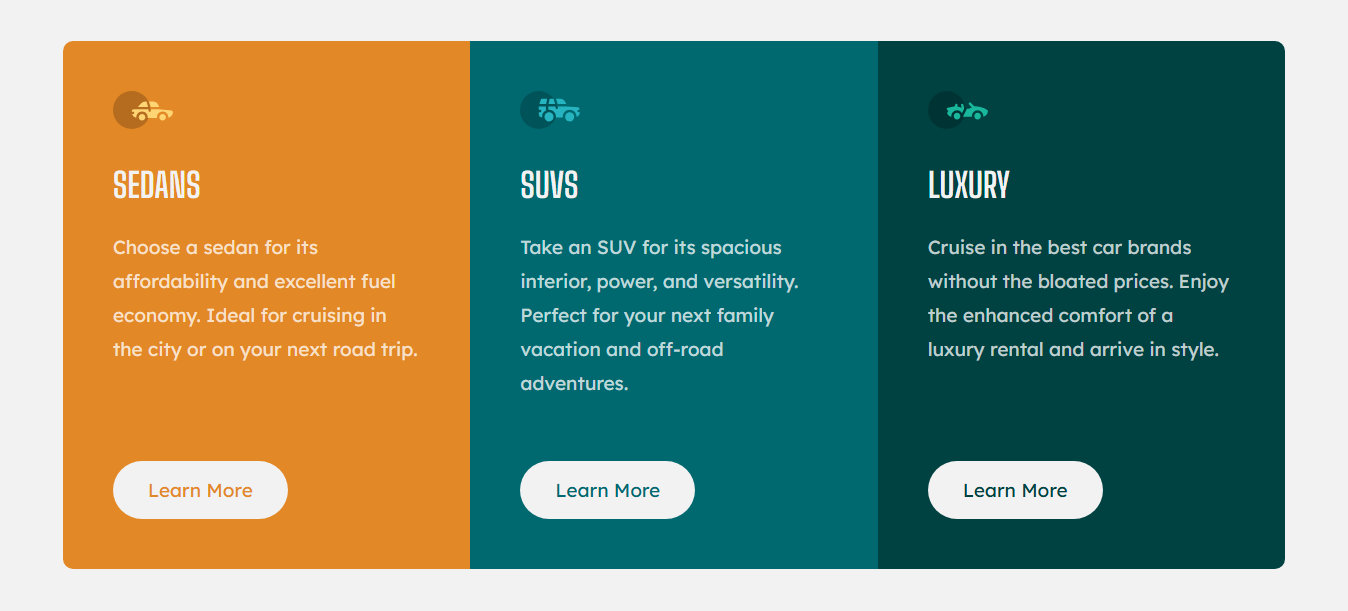 SEDANS
Choose a sedan for its
affordability and excellent fuel
economy. Ideal for cruising in
the city or on your next road trip.
Learn More
SUVS
Take an SUV for its spacious
interior, power, and versatility.
Perfect for your next family
vacation and off-road
adventures.
Learn More
LUXURY
Cruise in the best car brands
without the bloated prices. Enjoy
the enhanced comfort of a
luxury rental and arrive in style.
Learn More